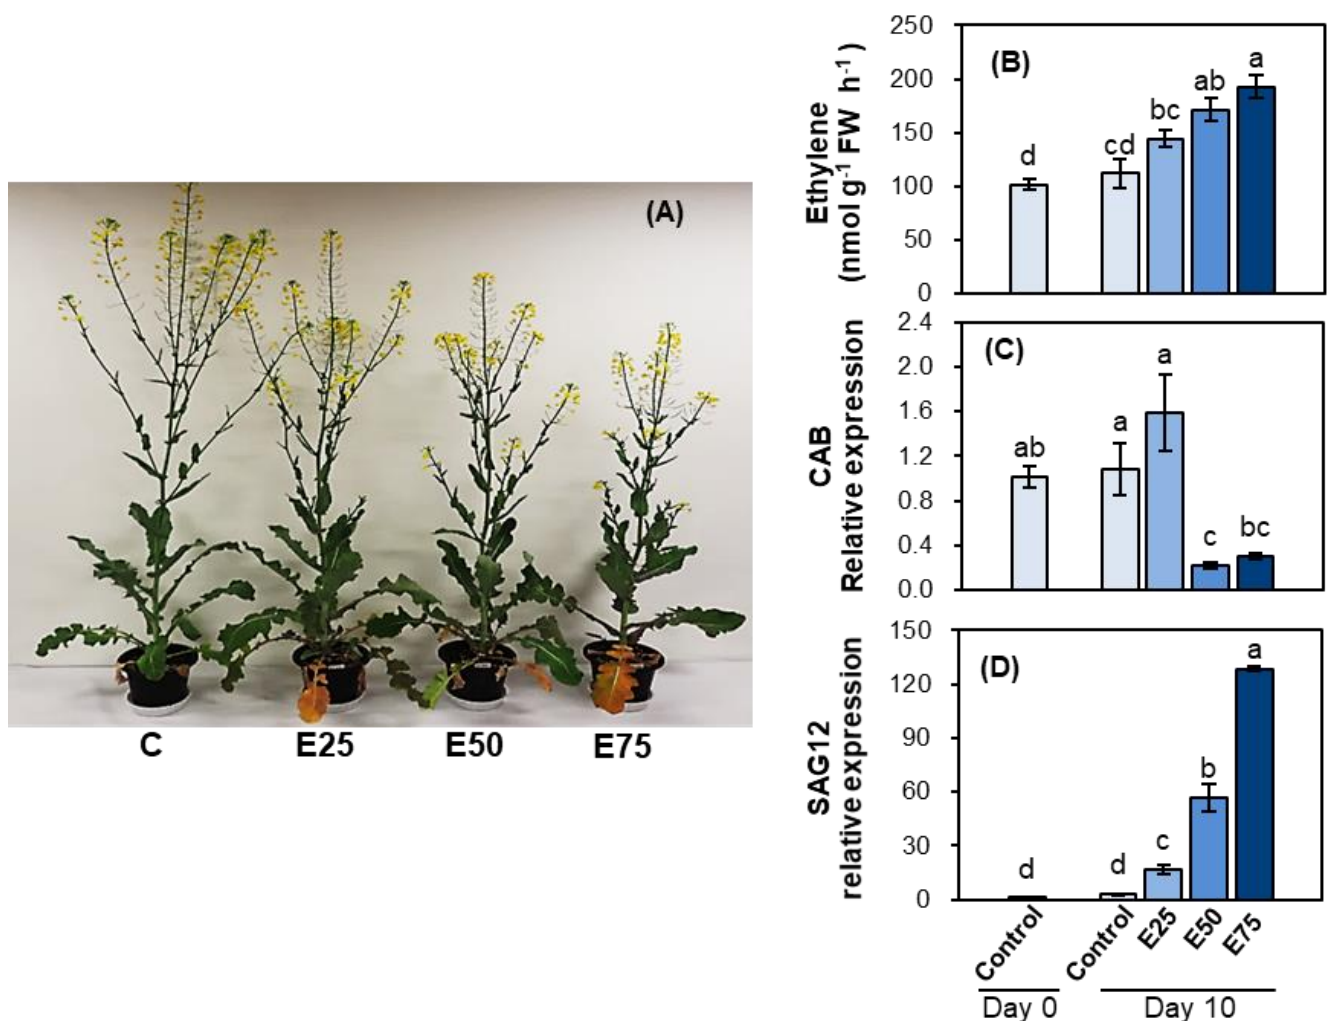 (A)
C
E25
E50
E75
Ethylene
(nmol g⁻¹ FW h⁻¹)
250
200
150
100
50
0
(B)
d
cd
bc
ab
a
CAB
Relative expression
2.4
2.0
1.6
1.2
0.8
0.4
0.0
(C)
ab
a
a
c
bc
SAG12
relative expression
150
120
90
60
30
0
(D)
d
d
c
b
a
Control
Control
E25
E50
E75
Day 0
Day 10